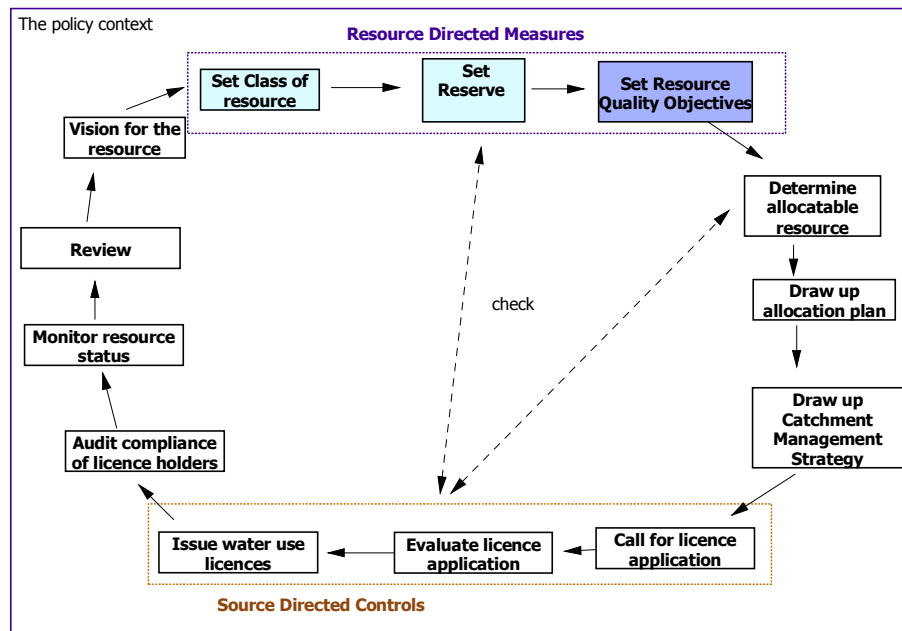 The policy context
Resource Directed Measures
Set Class of
resource
Set
Reserve
Set Resource
Quality Objectives
Determine
allocatable
resource
Draw up
allocation plan
Draw up
Catchment
Management
Strategy
Call for licence
application
Evaluate licence
application
Issue water use
licences
Source Directed Controls
Audit compliance
of licence holders
Monitor resource
status
Review
Vision for the
resource
check